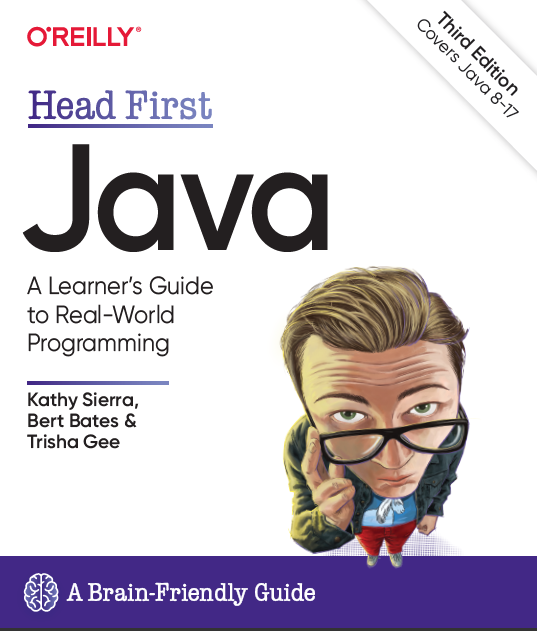 O'REILLY®
Third Edition
Covers Java 8-17
Head First
Java
A Learner's Guide
to Real-World
Programming
Kathy Sierra,
Bert Bates &
Trisha Gee
A Brain-Friendly Guide